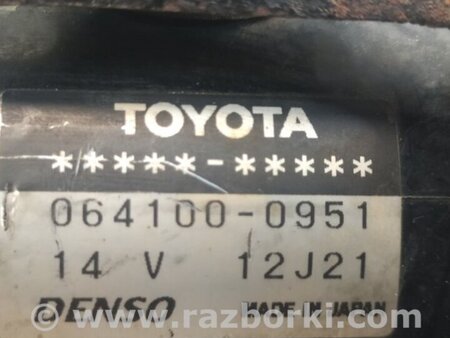 TOYOTA
*****-*****
064100-0951
14 V 12J21
DENSO MADE IN JAPAN
www.razborki.com